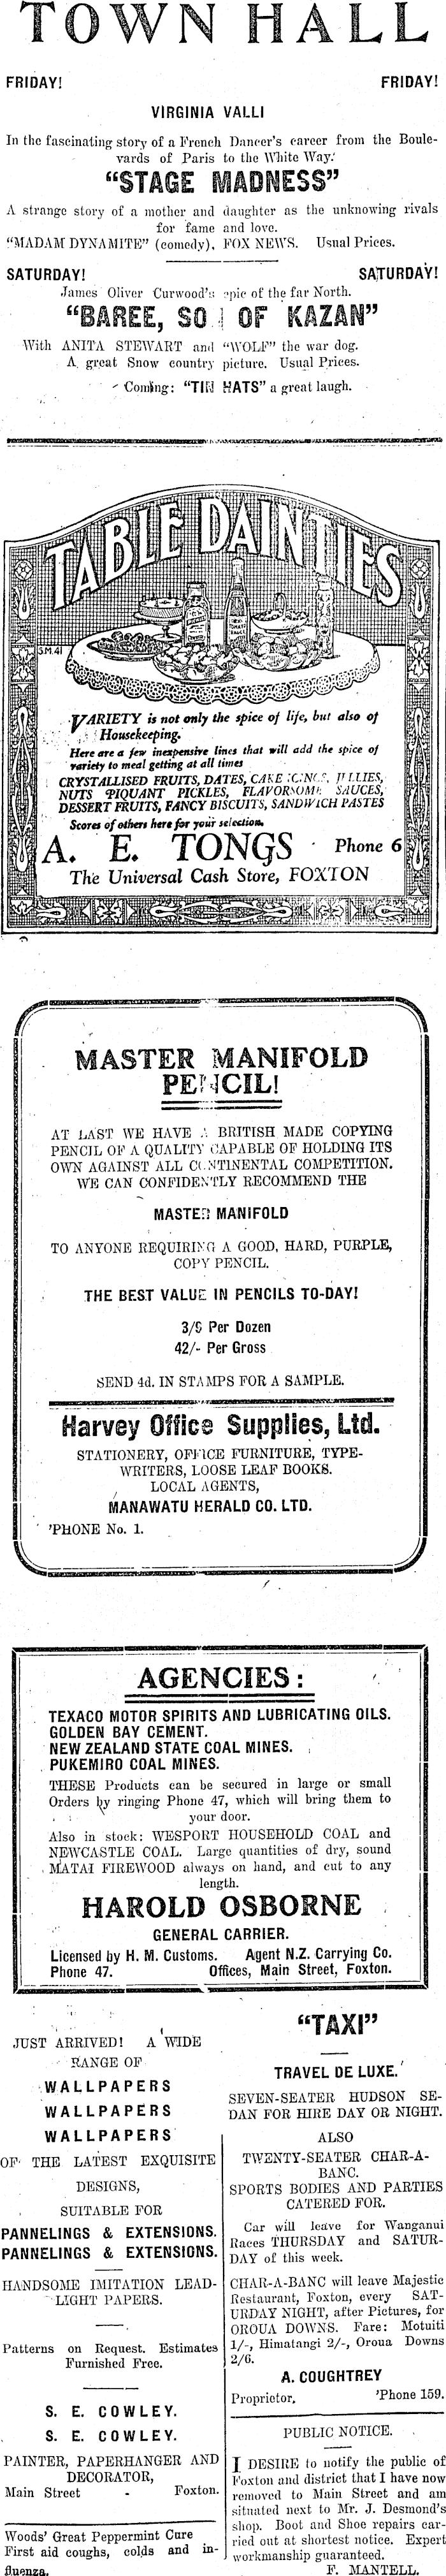 TOWN HALL
FRIDAY! FRIDAY!
VIRGINIA VALLI
In the fascinating story of a French Dancer's career from the Boule-
vards of Paris to the White Way.
"STAGE MADNESS"
A strange story of a mother and daughter as the unknowing rivals
for fame and love.
"MADAM DYNAMITE" (comedy), FOX NEWS. Usual Prices.
SATURDAY! SATURDAY!
James Oliver Curwood's epic of the far North.
"BAREE, SO OF KAZAN"
With ANITA STEWART and "WOLF" the war dog.
A great Snow country picture. Usual Prices.
Coming: "TIN HATS" a great laugh.
TABLE DAINTIES
S.M. 41
VARIETY is not only the spice of life, but also of
Housekeeping.
Here are a few inexpensive lines that will add the spice of
variety to meal getting at all times
CRYSTALLISED FRUITS, DATES, CAKE ICINGS, JELLIES,
NUTS PIQUANT PICKLES, FLAVORSOME SAUCES,
DESSERT FRUITS, FANCY BISCUITS, SANDWICH PASTES
Scores of others here for your selection.
A. E. TONGS Phone 6
The Universal Cash Store, FOXTON
MASTER MANIFOLD
PENCIL!
AT LAST WE HAVE A BRITISH MADE COPYING
PENCIL OF A QUALITY CAPABLE OF HOLDING ITS
OWN AGAINST ALL CONTINENTAL COMPETITION.
WE CAN CONFIDENTLY RECOMMEND THE
MASTER MANIFOLD
TO ANYONE REQUIRING A GOOD, HARD, PURPLE,
COPY PENCIL.
THE BEST VALUE IN PENCILS TO-DAY!
Per Dozen
42/- Per Gross
SEND 4d. IN STAMPS FOR A SAMPLE.
Harvey Office Supplies, Ltd.
STATIONERY, OFFICE FURNITURE, TYPE-
WRITERS, LOOSE LEAF BOOKS.
LOCAL AGENTS,
MANAWATU HERALD CO. LTD.
'PHONE No. 1.
AGENCIES:
TEXACO MOTOR SPIRITS AND LUBRICATING OILS.
GOLDEN BAY CEMENT.
NEW ZEALAND STATE COAL MINES.
PUKEMIRO COAL MINES.
THESE Products can be secured in large or small
Orders by ringing Phone 47, which will bring them to
your door.
Also in stock: WESPORT HOUSEHOLD COAL and
NEWCASTLE COAL. Large quantities of dry, sound
MATAI FIREWOOD always on hand, and cut to any
length.
HAROLD OSBORNE
GENERAL CARRIER.
Licensed by H. M. Customs. Agent N.Z. Carrying Co.
Phone 47. Offices, Main Street, Foxton.
JUST ARRIVED! A WIDE
RANGE OF
WALLPAPERS
WALLPAPERS
WALLPAPERS
OF THE LATEST EXQUISITE
DESIGNS,
SUITABLE FOR
PANNELINGS & EXTENSIONS.
PANNELINGS & EXTENSIONS.
HANDSOME IMITATION LEAD-
LIGHT PAPERS.
Patterns on Request. Estimates
Furnished Free.
S. E. COWLEY.
S. E. COWLEY.
PAINTER, PAPERHANGER AND
DECORATOR,
Main Street - Foxton.
Woods' Great Peppermint Cure
First aid coughs, colds and in-
fluenza.
"TAXI"
TRAVEL DE LUXE.
SEVEN-SEATER HUDSON SE-
DAN FOR HIRE DAY OR NIGHT.
ALSO
TWENTY-SEATER CHAR-A-
BANC.
SPORTS BODIES AND PARTIES
CATERED FOR.
Car will leave for Wanganui
Races THURSDAY and SATUR-
DAY of this week.
CHAR-A-BANC will leave Majestic
Restaurant, Foxton, every SAT-
URDAY NIGHT, after Pictures, for
OROUA DOWNS. Fare: Motuiti
1/-, Himatangi 2/-, Oroua Downs
2/6.
A. COUGHTREY
Proprietor, 'Phone 159.
PUBLIC NOTICE.
I DESIRE to notify the public of
Foxton and district that I have now
removed to Main Street and am
situated next to Mr. J. Desmond's
shop. Boot and Shoe repairs car-
ried out at shortest notice. Expert
workmanship guaranteed.
F. MANTELL.